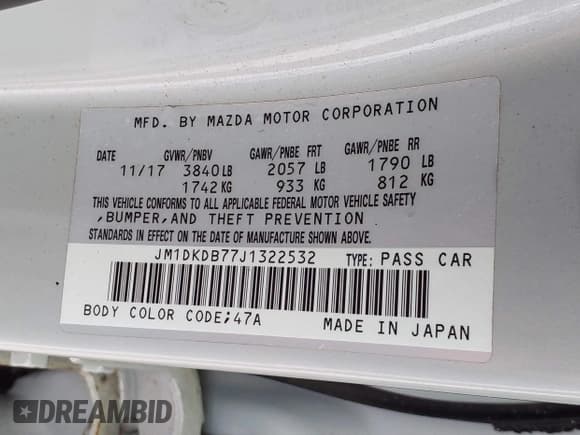 MFD. BY MAZDA MOTOR CORPORATION
DATE GVWR/PNBV GAWR/PNBE FRT GAWR/PNBE RR
11/17 3840 LB 2057 LB 1790 LB
1742 KG 933 KG 812 KG
THIS VEHICLE CONFORMS TO ALL APPLICABLE FEDERAL MOTOR VEHICLE SAFETY
,BUMPER,AND THEFT PREVENTION
STANDARDS IN EFFECT ON THE DATE OF MANUFACTURE SHOWN ABOVE.
JM1DKDB77J1322532 TYPE: PASS CAR
BODY COLOR CODE;47A MADE IN JAPAN
DREAMBID